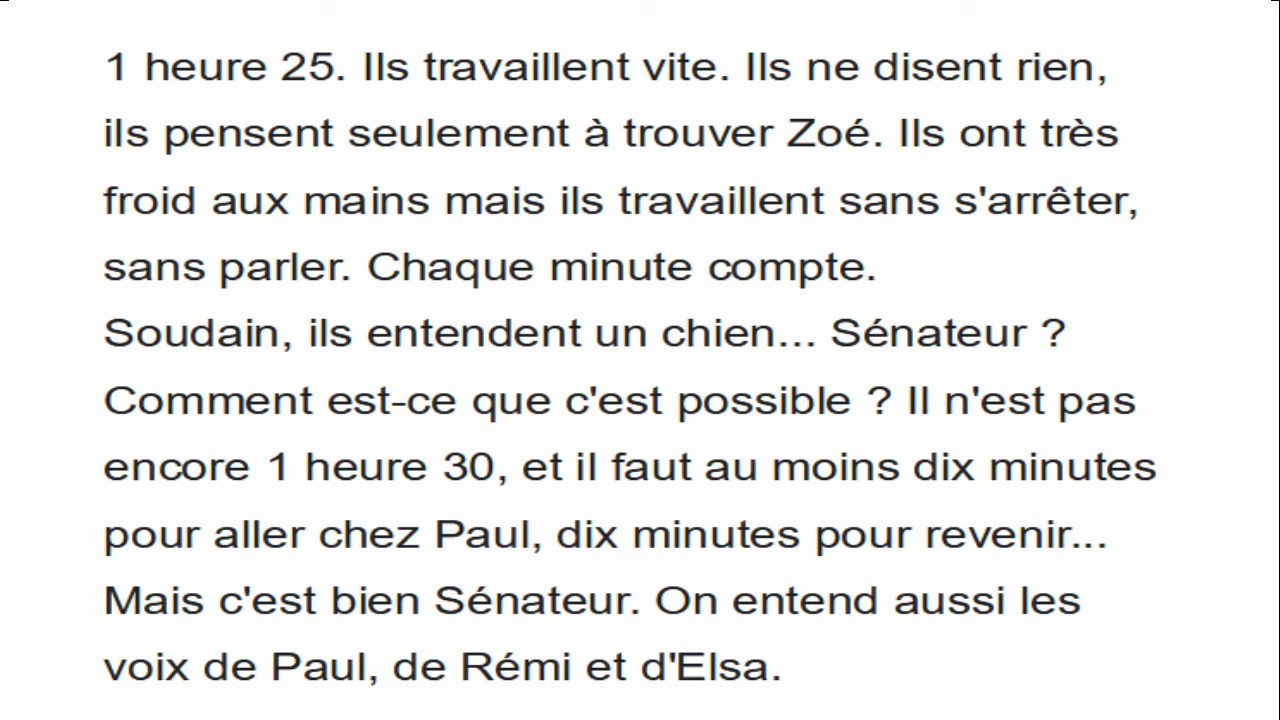 1 heure 25. Ils travaillent vite. Ils ne disent rien,
ils pensent seulement à trouver Zoé. Ils ont très
froid aux mains mais ils travaillent sans s'arrêter,
sans parler. Chaque minute compte.
Soudain, ils entendent un chien... Sénateur ?
Comment est-ce que c'est possible ? Il n'est pas
encore 1 heure 30, et il faut au moins dix minutes
pour aller chez Paul, dix minutes pour revenir...
Mais c'est bien Sénateur. On entend aussi les
voix de Paul, de Rémi et d'Elsa.